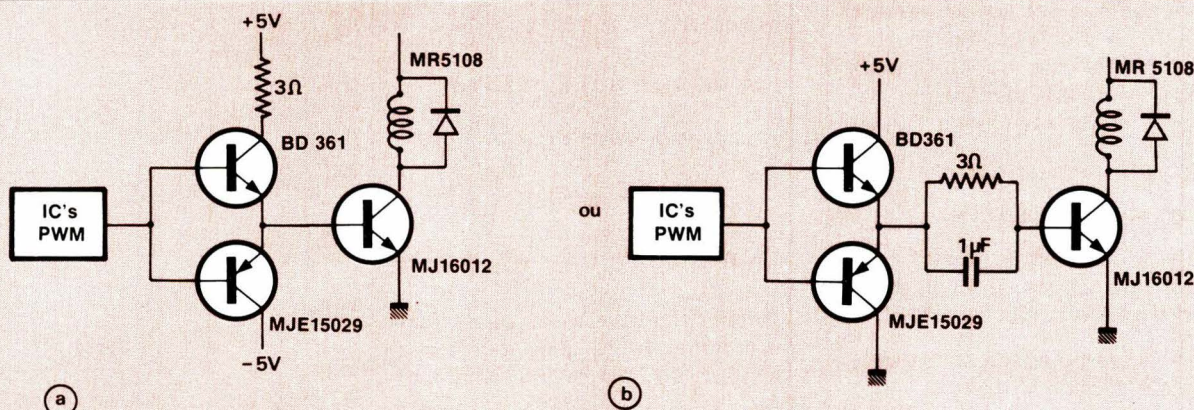 +5V
3Ω
MR5108
BD 361
IC's
PWM
MJ16012
MJE15029
-5V
a
ou
+5V
MR 5108
BD361
3Ω
IC's
PWM
1µF
MJ16012
MJE15029
b